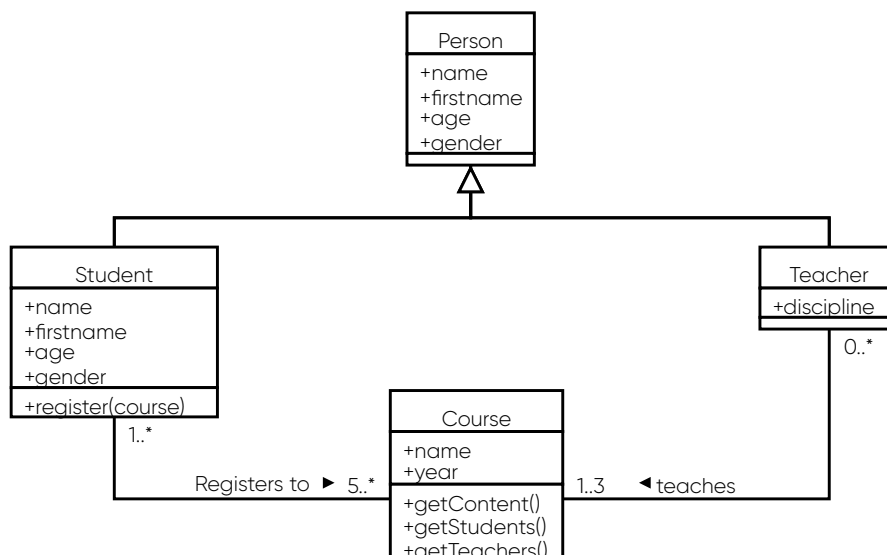 Person
+name
+firstname
+age
+gender
Student
+name
+firstname
+age
+gender
+register(course)
1..*
Teacher
+discipline
0..*
Course
+name
+year
+getContent()
+getStudents()
+getTeachers()
Registers to ► 5..*
1..3 ◄ teaches